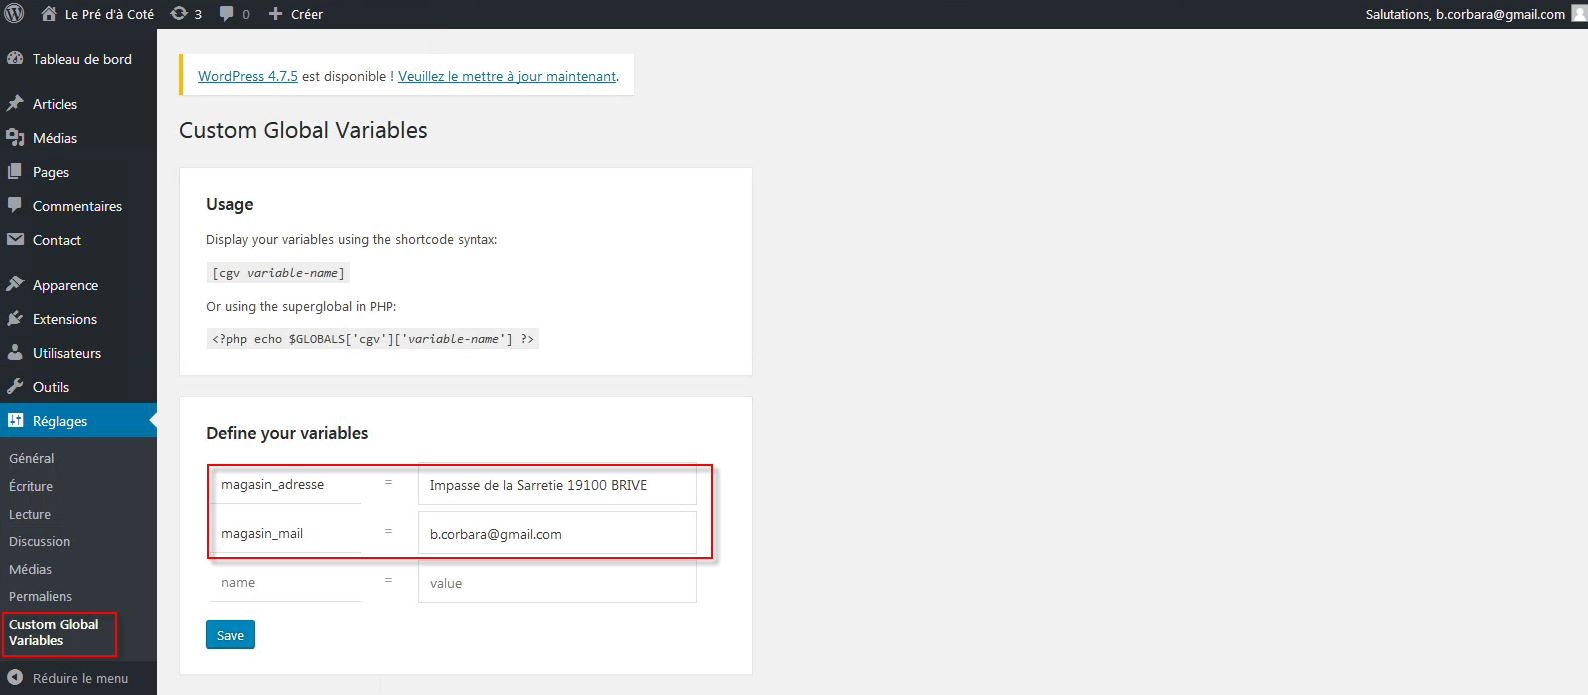 Le Pré d'à Coté 3 0 Créer Salutations, b.corbara@gmail.com
Tableau de bord
Articles
Médias
Pages
Commentaires
Contact
Apparence
Extensions
Utilisateurs
Outils
Réglages
Général
Écriture
Lecture
Discussion
Médias
Permaliens
Custom Global
Variables
Réduire le menu
WordPress 4.7.5 est disponible ! Veuillez le mettre à jour maintenant.
Custom Global Variables
Usage
Display your variables using the shortcode syntax:
[cgv variable-name]
Or using the superglobal in PHP:
<?php echo $GLOBALS['cgv']['variable-name'] ?>
Define your variables
magasin_adresse = Impasse de la Sarretie 19100 BRIVE
magasin_mail = b.corbara@gmail.com
name = value
Save